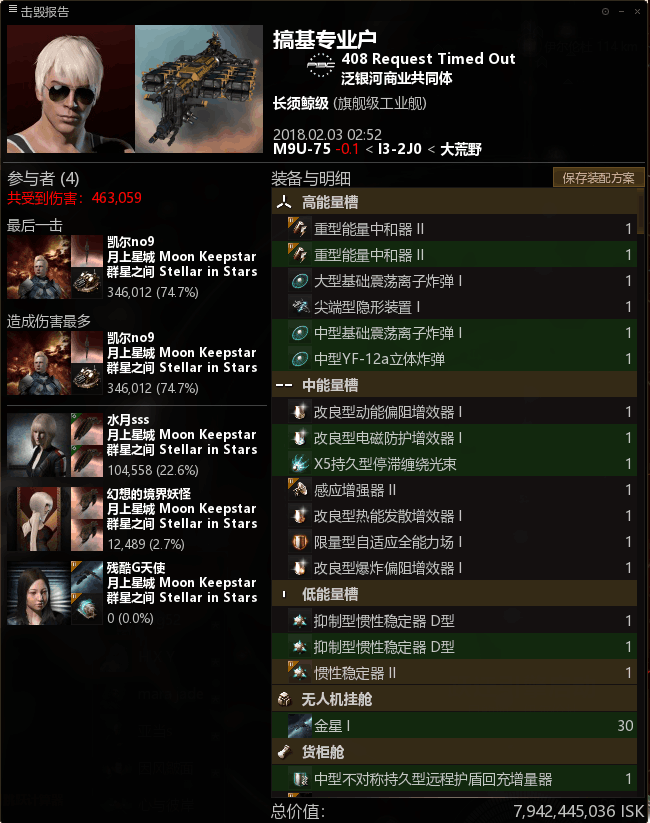 击毁报告
搞基专业户
408 Request Timed Out
泛银河商业共同体
长须鲸级 (旗舰级工业舰)
2018.02.03 02:52
M9U-75 -0.1 < I3-2J0 < 大荒野
参与者 (4)
共受到伤害: 463,059
最后一击
凯尔no9
月上星城 Moon Keepstar
群星之间 Stellar in Stars
346,012 (74.7%)
造成伤害最多
凯尔no9
月上星城 Moon Keepstar
群星之间 Stellar in Stars
346,012 (74.7%)
水月sss
月上星城 Moon Keepstar
群星之间 Stellar in Stars
104,558 (22.6%)
幻想的境界妖怪
月上星城 Moon Keepstar
群星之间 Stellar in Stars
12,489 (2.7%)
残酷G天使
月上星城 Moon Keepstar
群星之间 Stellar in Stars
0 (0.0%)
装备与明细
保存装配方案
高能量槽
重型能量中和器 II 1
重型能量中和器 II 1
大型基础震荡离子炸弹 I 1
尖端型隐形装置 I 1
中型基础震荡离子炸弹 I 1
中型YF-12a立体炸弹 1
中能量槽
改良型动能偏阻增效器 I 1
改良型电磁防护增效器 I 1
X5持久型停滞缠绕光束 1
感应增强器 II 1
改良型热能发散增效器 I 1
限量型自适应全能力场 I 1
改良型爆炸偏阻增效器 I 1
低能量槽
抑制型惯性稳定器 D型 1
抑制型惯性稳定器 D型 1
惯性稳定器 II 1
无人机挂舱
金星 I 30
货柜舱
中型不对称持久型远程护盾回充增量器 1
总价值: 7,942,445,036 ISK